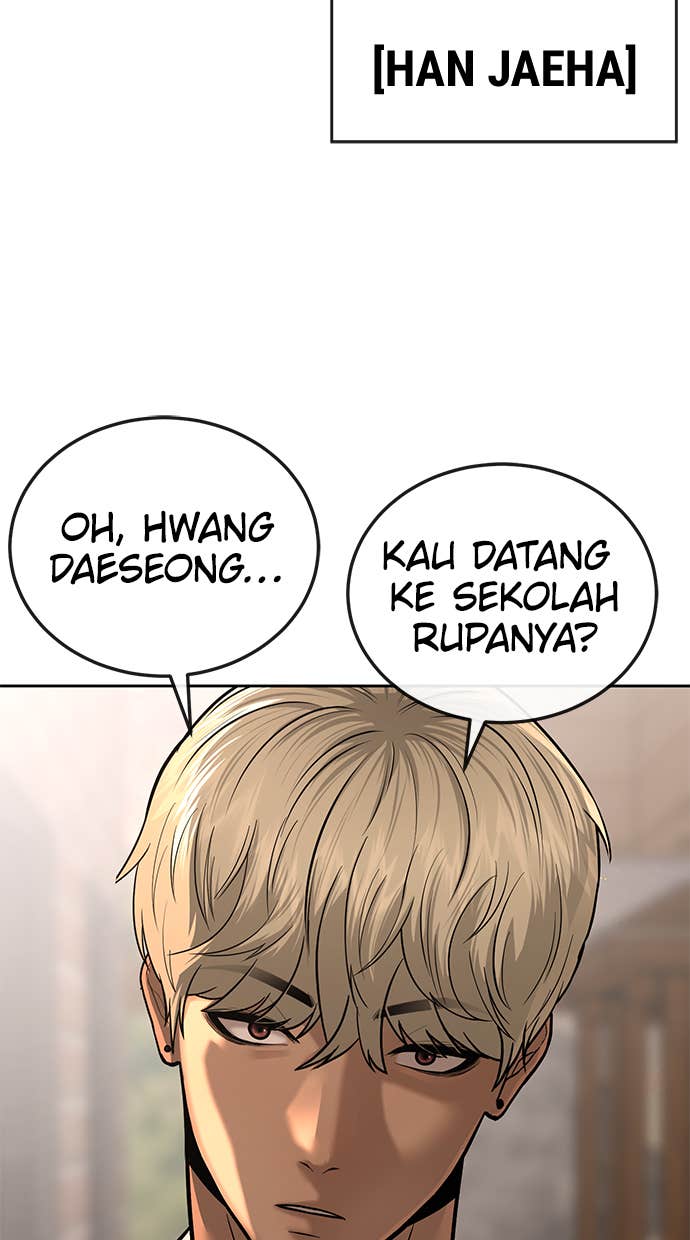 [HAN JAEHA]
OH, HWANG
DAESEONG...
KAU DATANG
KE SEKOLAH
RUPANYA?